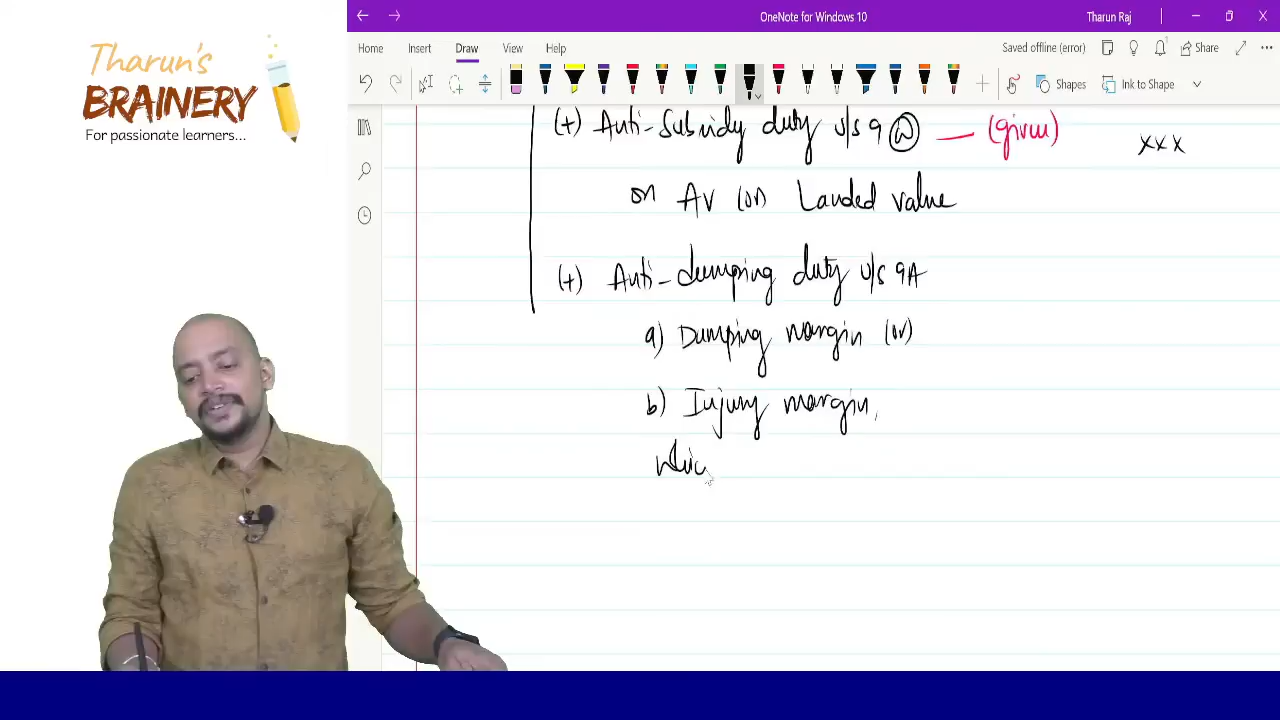 Tharun's
BRAINERY
For passionate learners...
OneNote for Windows 10
Tharun Raj
Home Insert Draw View Help
Saved offline (error)
Share
Shapes
Ink to Shape
(+) Anti-Subsidy duty u/s 9 @ — (given) xxx
on AV (or) Landed value
(+) Anti-dumping duty u/s 9A
a) Dumping margin (or)
b) Injury margin,